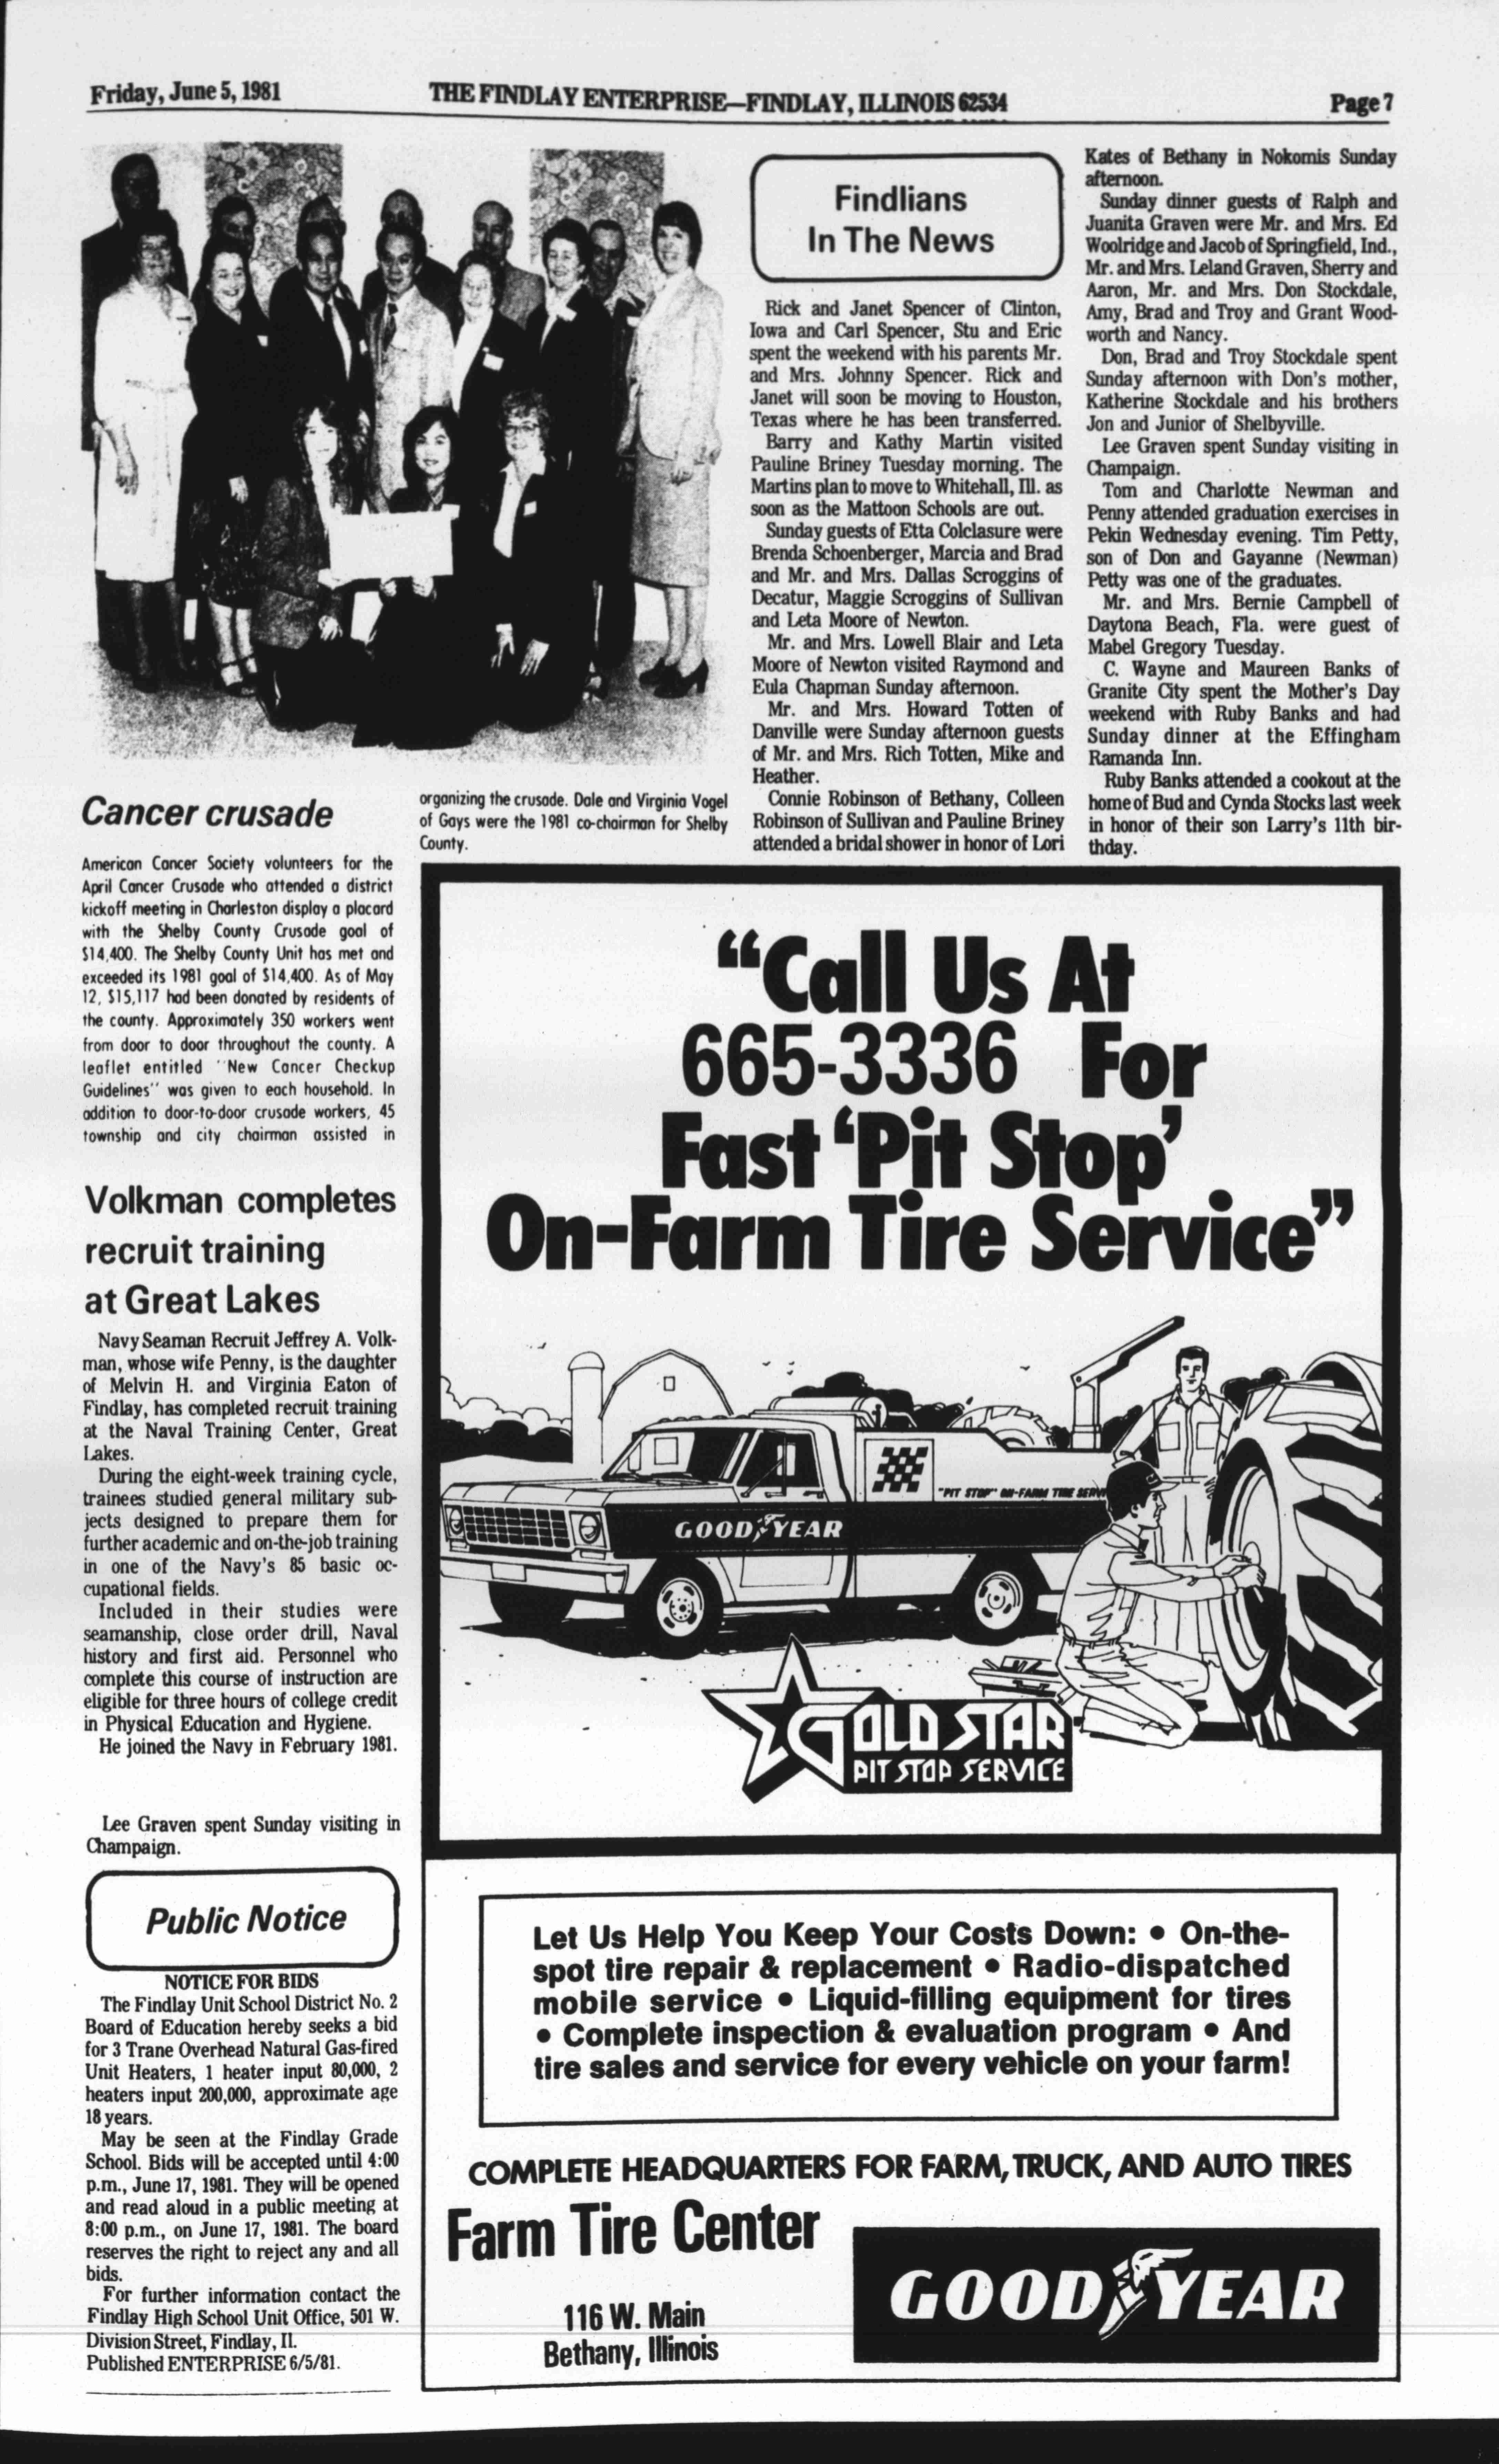 Friday, June 5, 1981
THE FINDLAY ENTERPRISE—FINDLAY, ILLINOIS 62534
Page 7
Cancer crusade
American Cancer Society volunteers for the
April Cancer Crusade who attended a district
kickoff meeting in Charleston display a placard
with the Shelby County Crusade goal of
$14,400. The Shelby County Unit has met and
exceeded its 1981 goal of $14,400. As of May
12, $15,117 had been donated by residents of
the county. Approximately 350 workers went
from door to door throughout the county. A
leaflet entitled "New Cancer Checkup
Guidelines" was given to each household. In
addition to door-to-door crusade workers, 45
township and city chairman assisted in
organizing the crusade. Dale and Virginia Vogel
of Gays were the 1981 co-chairman for Shelby
County.
Volkman completes
recruit training
at Great Lakes
Navy Seaman Recruit Jeffrey A. Volk-
man, whose wife Penny, is the daughter
of Melvin H. and Virginia Eaton of
Findlay, has completed recruit training
at the Naval Training Center, Great
Lakes.
During the eight-week training cycle,
trainees studied general military sub-
jects designed to prepare them for
further academic and on-the-job training
in one of the Navy's 85 basic oc-
cupational fields.
Included in their studies were
seamanship, close order drill, Naval
history and first aid. Personnel who
complete this course of instruction are
eligible for three hours of college credit
in Physical Education and Hygiene.
He joined the Navy in February 1981.
Lee Graven spent Sunday visiting in
Champaign.
Public Notice
NOTICE FOR BIDS
The Findlay Unit School District No. 2
Board of Education hereby seeks a bid
for 3 Trane Overhead Natural Gas-fired
Unit Heaters, 1 heater input 80,000, 2
heaters input 200,000, approximate age
18 years.
May be seen at the Findlay Grade
School. Bids will be accepted until 4:00
p.m., June 17, 1981. They will be opened
and read aloud in a public meeting at
8:00 p.m., on June 17, 1981. The board
reserves the right to reject any and all
bids.
For further information contact the
Findlay High School Unit Office, 501 W.
Division Street, Findlay, Il.
Published ENTERPRISE 6/5/81.
Findlians
In The News
Rick and Janet Spencer of Clinton,
Iowa and Carl Spencer, Stu and Eric
spent the weekend with his parents Mr.
and Mrs. Johnny Spencer. Rick and
Janet will soon be moving to Houston,
Texas where he has been transferred.
Barry and Kathy Martin visited
Pauline Briney Tuesday morning. The
Martins plan to move to Whitehall, Ill. as
soon as the Mattoon Schools are out.
Sunday guests of Etta Colclasure were
Brenda Schoenberger, Marcia and Brad
and Mr. and Mrs. Dallas Scroggins of
Decatur, Maggie Scroggins of Sullivan
and Leta Moore of Newton.
Mr. and Mrs. Lowell Blair and Leta
Moore of Newton visited Raymond and
Eula Chapman Sunday afternoon.
Mr. and Mrs. Howard Totten of
Danville were Sunday afternoon guests
of Mr. and Mrs. Rich Totten, Mike and
Heather.
Connie Robinson of Bethany, Colleen
Robinson of Sullivan and Pauline Briney
attended a bridal shower in honor of Lori
Kates of Bethany in Nokomis Sunday
afternoon.
Sunday dinner guests of Ralph and
Juanita Graven were Mr. and Mrs. Ed
Woolridge and Jacob of Springfield, Ind.,
Mr. and Mrs. Leland Graven, Sherry and
Aaron, Mr. and Mrs. Don Stockdale,
Amy, Brad and Troy and Grant Wood-
worth and Nancy.
Don, Brad and Troy Stockdale spent
Sunday afternoon with Don's mother,
Katherine Stockdale and his brothers
Jon and Junior of Shelbyville.
Lee Graven spent Sunday visiting in
Champaign.
Tom and Charlotte Newman and
Penny attended graduation exercises in
Pekin Wednesday evening. Tim Petty,
son of Don and Gayanne (Newman)
Petty was one of the graduates.
Mr. and Mrs. Bernie Campbell of
Daytona Beach, Fla. were guest of
Mabel Gregory Tuesday.
C. Wayne and Maureen Banks of
Granite City spent the Mother's Day
weekend with Ruby Banks and had
Sunday dinner at the Effingham
Ramanda Inn.
Ruby Banks attended a cookout at the
home of Bud and Cynda Stocks last week
in honor of their son Larry's 11th bir-
thday.
"Call Us At
665-3336 For
Fast 'Pit Stop'
On-Farm Tire Service"
"PIT STOP" ON-FARM TIRE SERV
GOODYEAR
GOLD STAR
PIT STOP SERVICE
Let Us Help You Keep Your Costs Down: • On-the-
spot tire repair & replacement • Radio-dispatched
mobile service • Liquid-filling equipment for tires
• Complete inspection & evaluation program • And
tire sales and service for every vehicle on your farm!
COMPLETE HEADQUARTERS FOR FARM, TRUCK, AND AUTO TIRES
Farm Tire Center
116 W. Main
Bethany, Illinois
GOODYEAR